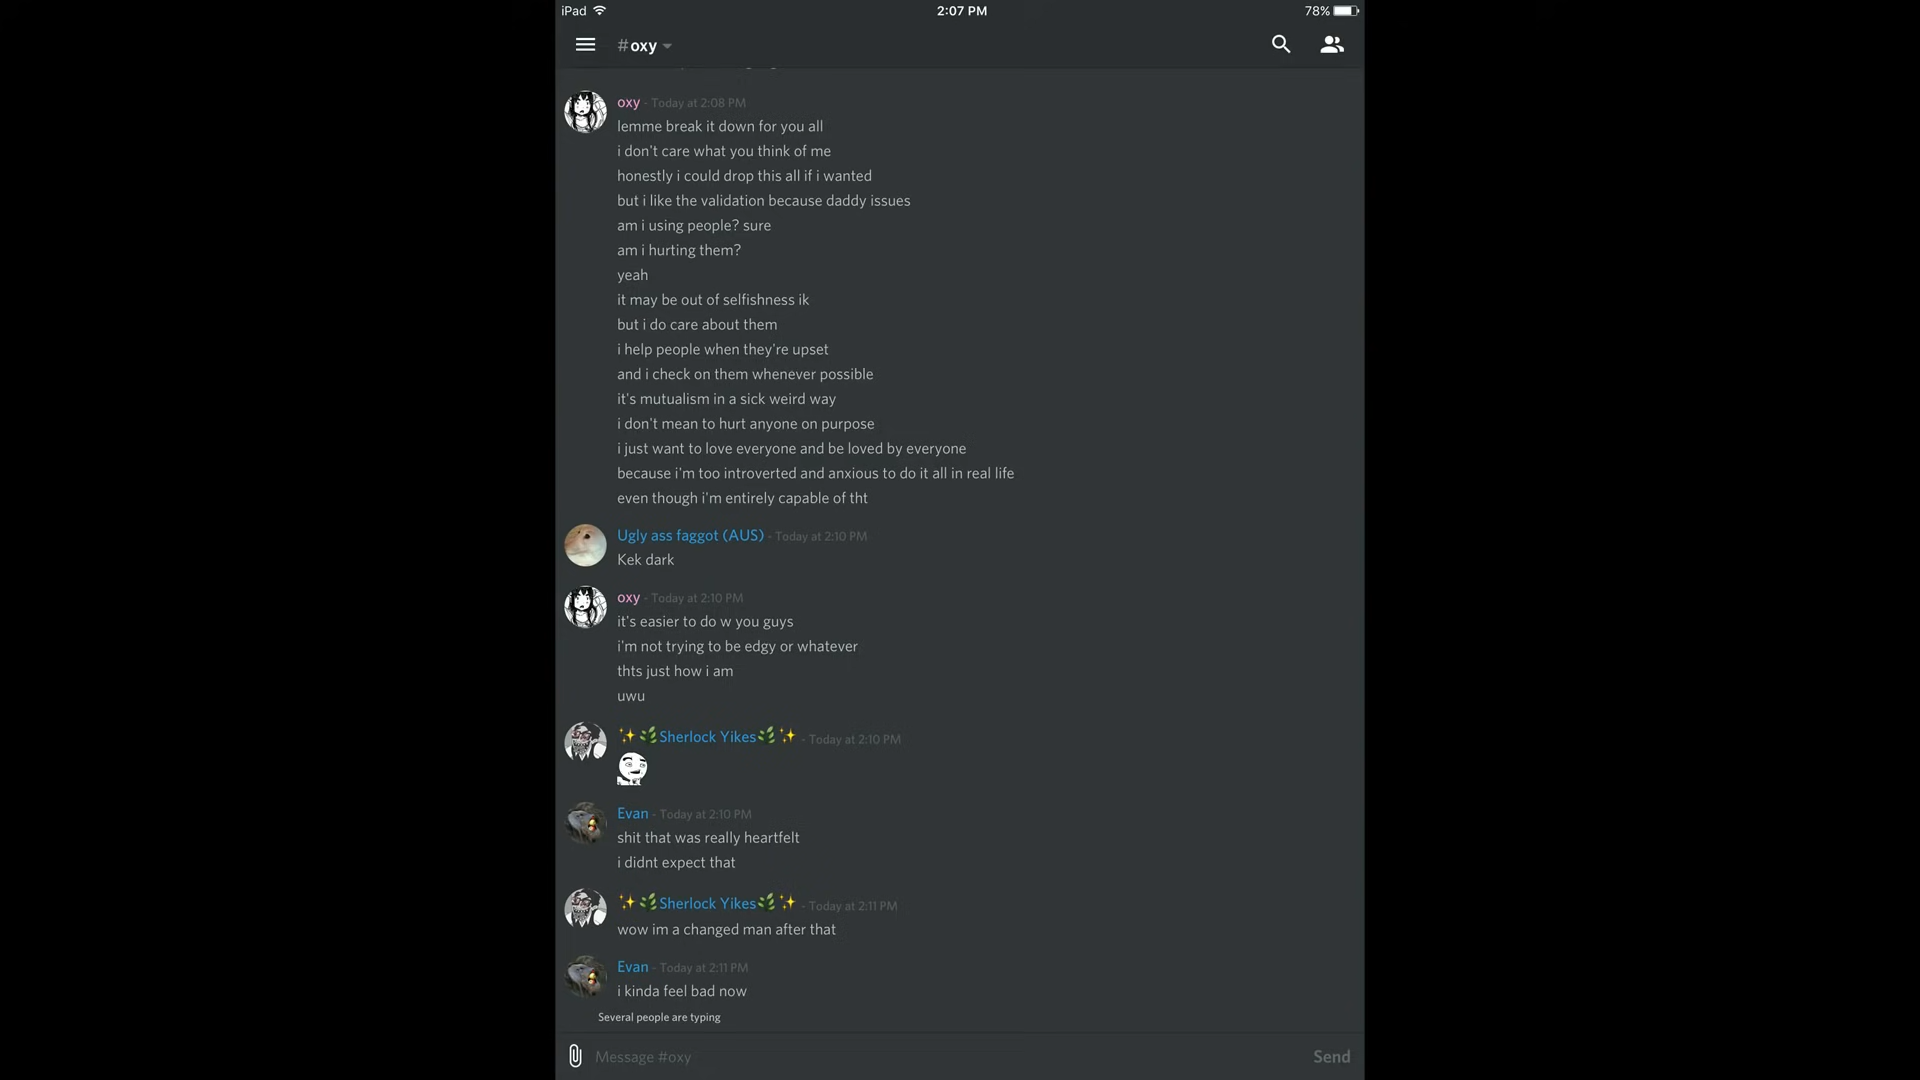 iPad
2:07 PM
78%
#oxy
oxy - Today at 2:08 PM
lemme break it down for you all
i don't care what you think of me
honestly i could drop this all if i wanted
but i like the validation because daddy issues
am i using people? sure
am i hurting them?
yeah
it may be out of selfishness ik
but i do care about them
i help people when they're upset
and i check on them whenever possible
it's mutualism in a sick weird way
i don't mean to hurt anyone on purpose
i just want to love everyone and be loved by everyone
because i'm too introverted and anxious to do it all in real life
even though i'm entirely capable of tht
Ugly ass faggot (AUS) - Today at 2:10 PM
Kek dark
oxy - Today at 2:10 PM
it's easier to do w you guys
i'm not trying to be edgy or whatever
thts just how i am
uwu
✨🌿Sherlock Yikes🌿✨ - Today at 2:10 PM
Evan - Today at 2:10 PM
shit that was really heartfelt
i didnt expect that
✨🌿Sherlock Yikes🌿✨ - Today at 2:11 PM
wow im a changed man after that
Evan - Today at 2:11 PM
i kinda feel bad now
Several people are typing
Message #oxy
Send